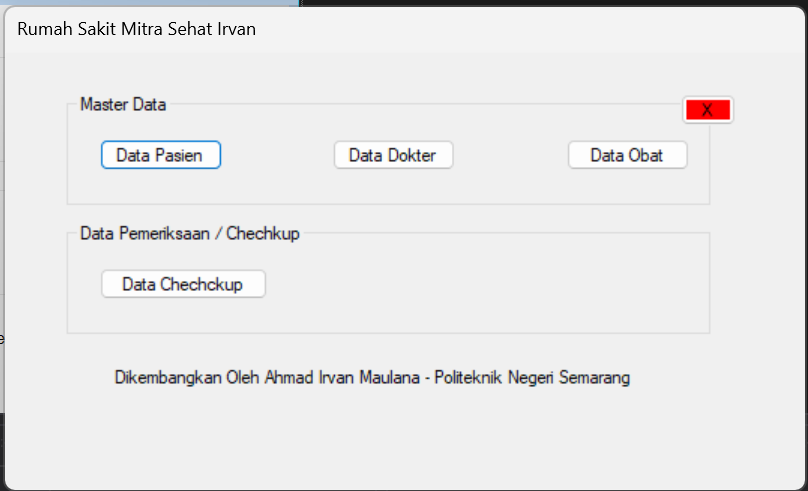 Rumah Sakit Mitra Sehat Irvan
Master Data
X
Data Pasien
Data Dokter
Data Obat
Data Pemeriksaan / Chechkup
Data Chechckup
Dikembangkan Oleh Ahmad Irvan Maulana - Politeknik Negeri Semarang